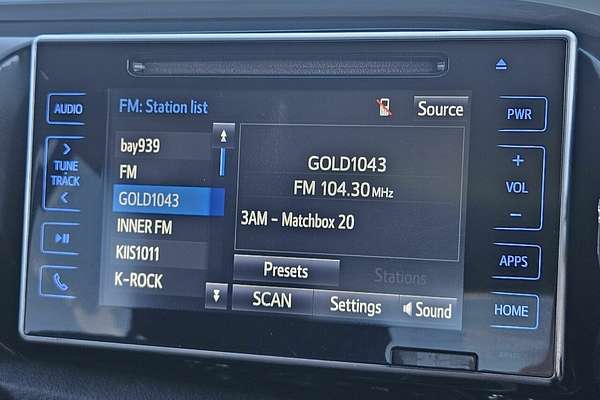 AUDIO
TUNE
TRACK
FM: Station list
Source
bay939
FM
GOLD1043
INNER FM
KIIS1011
K-ROCK
GOLD1043
FM 104.30 MHz
3AM - Matchbox 20
Presets
Stations
SCAN
Settings
Sound
PWR
+
VOL
-
APPS
HOME